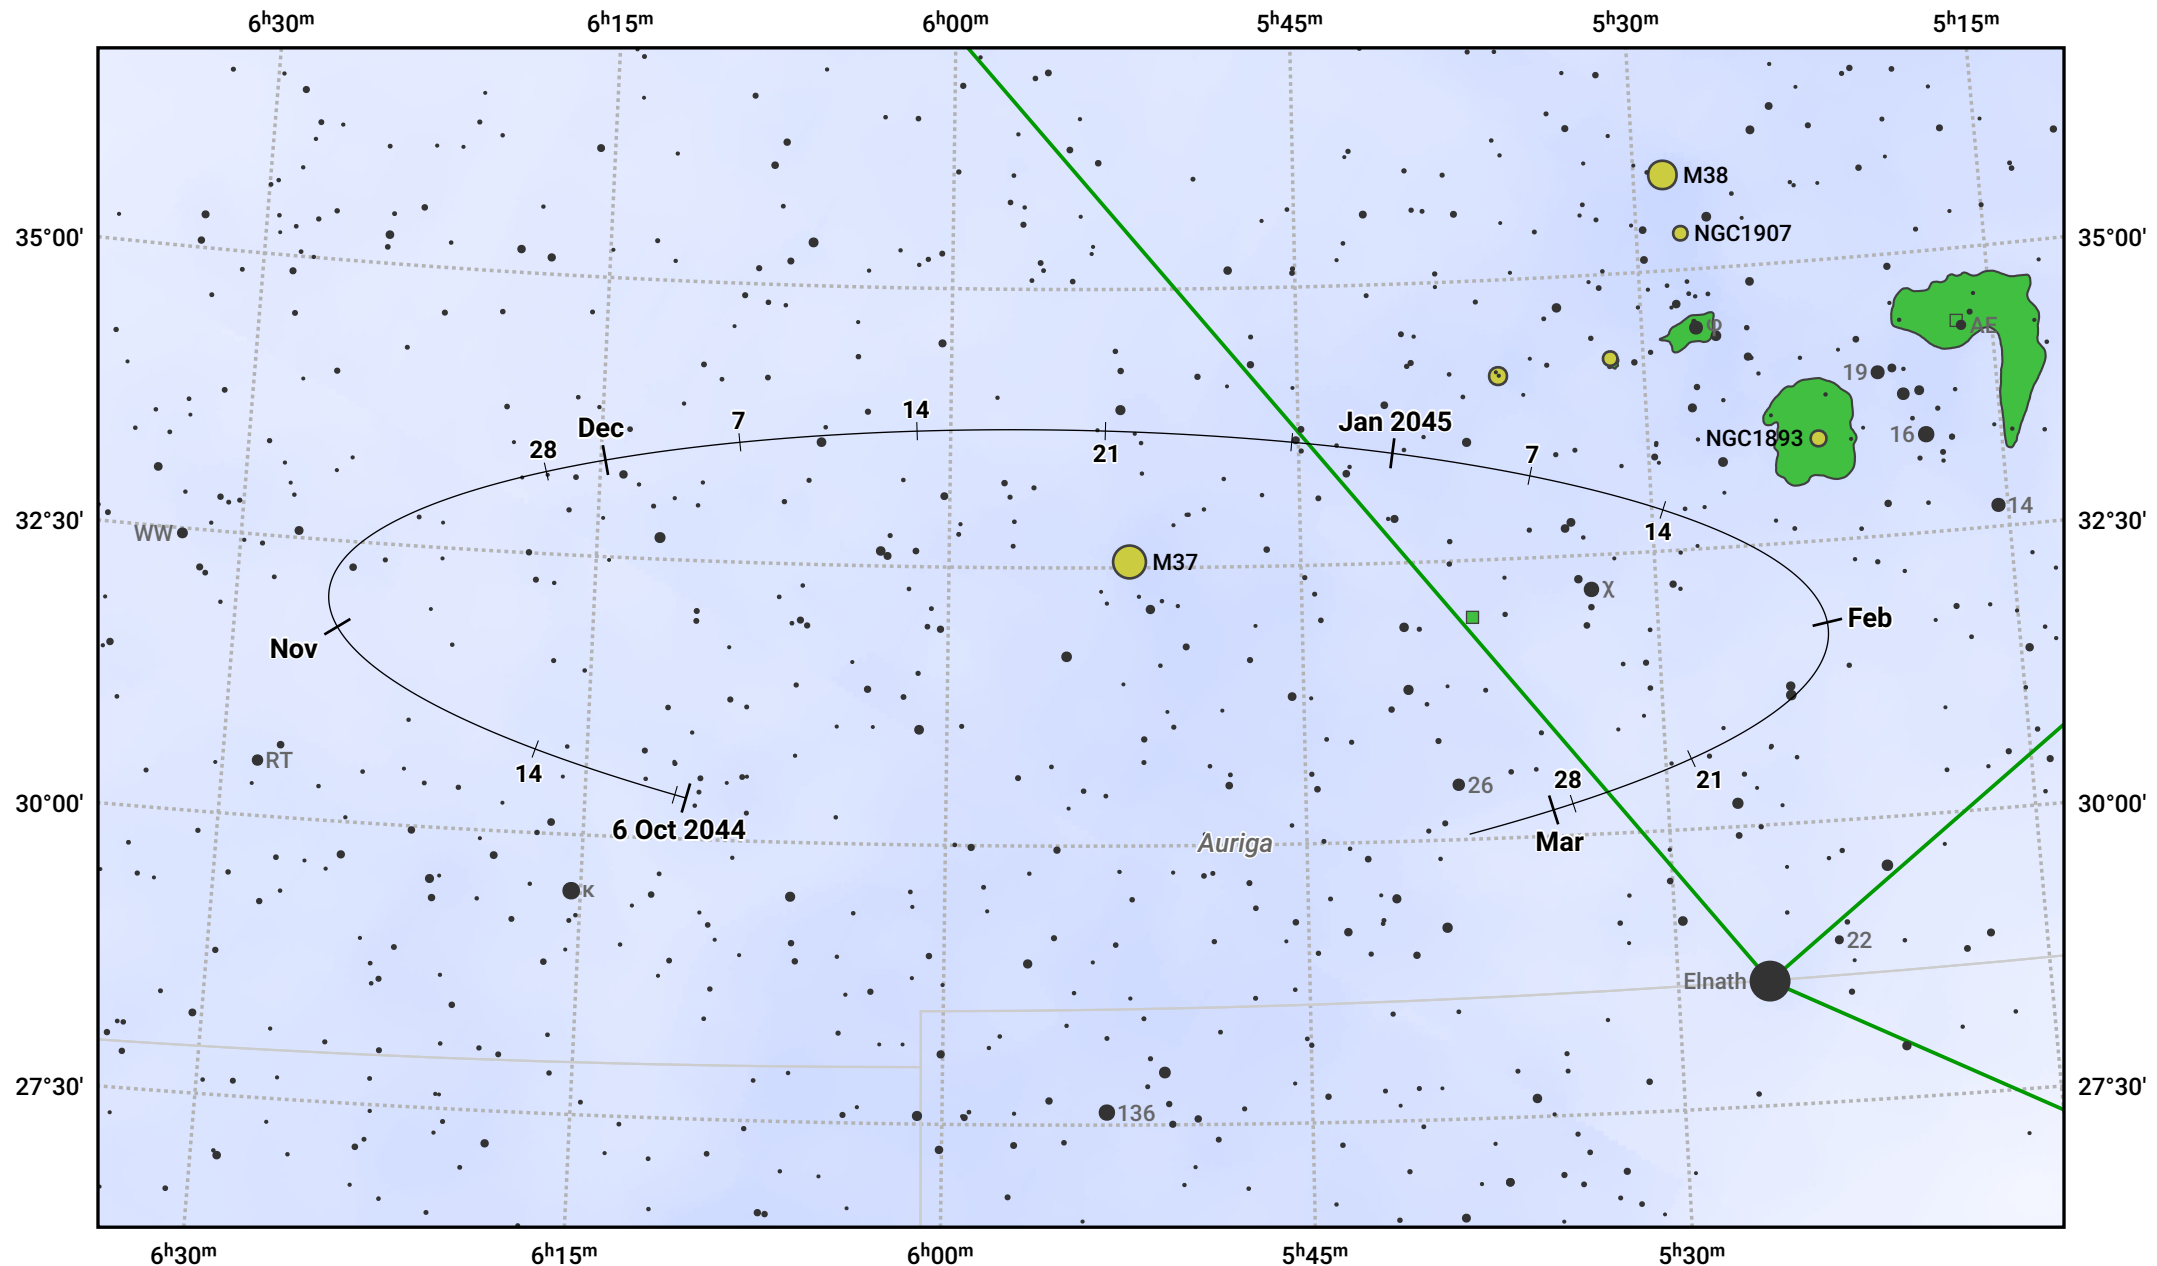 6h30m 6h15m 6h00m 5h45m 5h30m 5h15m
M38
NGC1907
35°00' 35°00'
φ AE
19
14 Jan 2045
Dec 7
28 21 7 NGC1893 16
14 14
32°30' WW 32°30'
M37
χ
Nov Feb
RT
14 28 21
26
30°00' 30°00'
6 Oct 2044 Mar
Auriga
κ
22
Elnath
27°30' 27°30'
136
6h30m 6h15m 6h00m 5h45m 5h30m